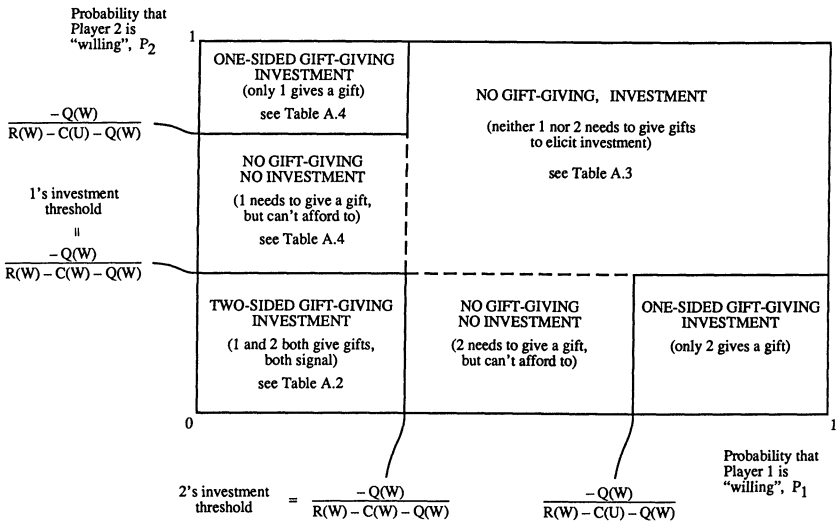 Probability that
Player 2 is
"willing", P₂
1
ONE-SIDED GIFT-GIVING
INVESTMENT
(only 1 gives a gift)
see Table A.4
NO GIFT-GIVING, INVESTMENT
(neither 1 nor 2 needs to give gifts
to elicit investment)
see Table A.3
– Q(W)
R(W) – C(U) – Q(W)
NO GIFT-GIVING
NO INVESTMENT
(1 needs to give a gift,
but can't afford to)
see Table A.4
1's investment
threshold
=
– Q(W)
R(W) – C(W) – Q(W)
TWO-SIDED GIFT-GIVING
INVESTMENT
(1 and 2 both give gifts,
both signal)
see Table A.2
NO GIFT-GIVING
NO INVESTMENT
(2 needs to give a gift,
but can't afford to)
ONE-SIDED GIFT-GIVING
INVESTMENT
(only 2 gives a gift)
0
1
Probability that
Player 1 is
"willing", P₁
2's investment
threshold
=
– Q(W)
R(W) – C(W) – Q(W)
– Q(W)
R(W) – C(U) – Q(W)